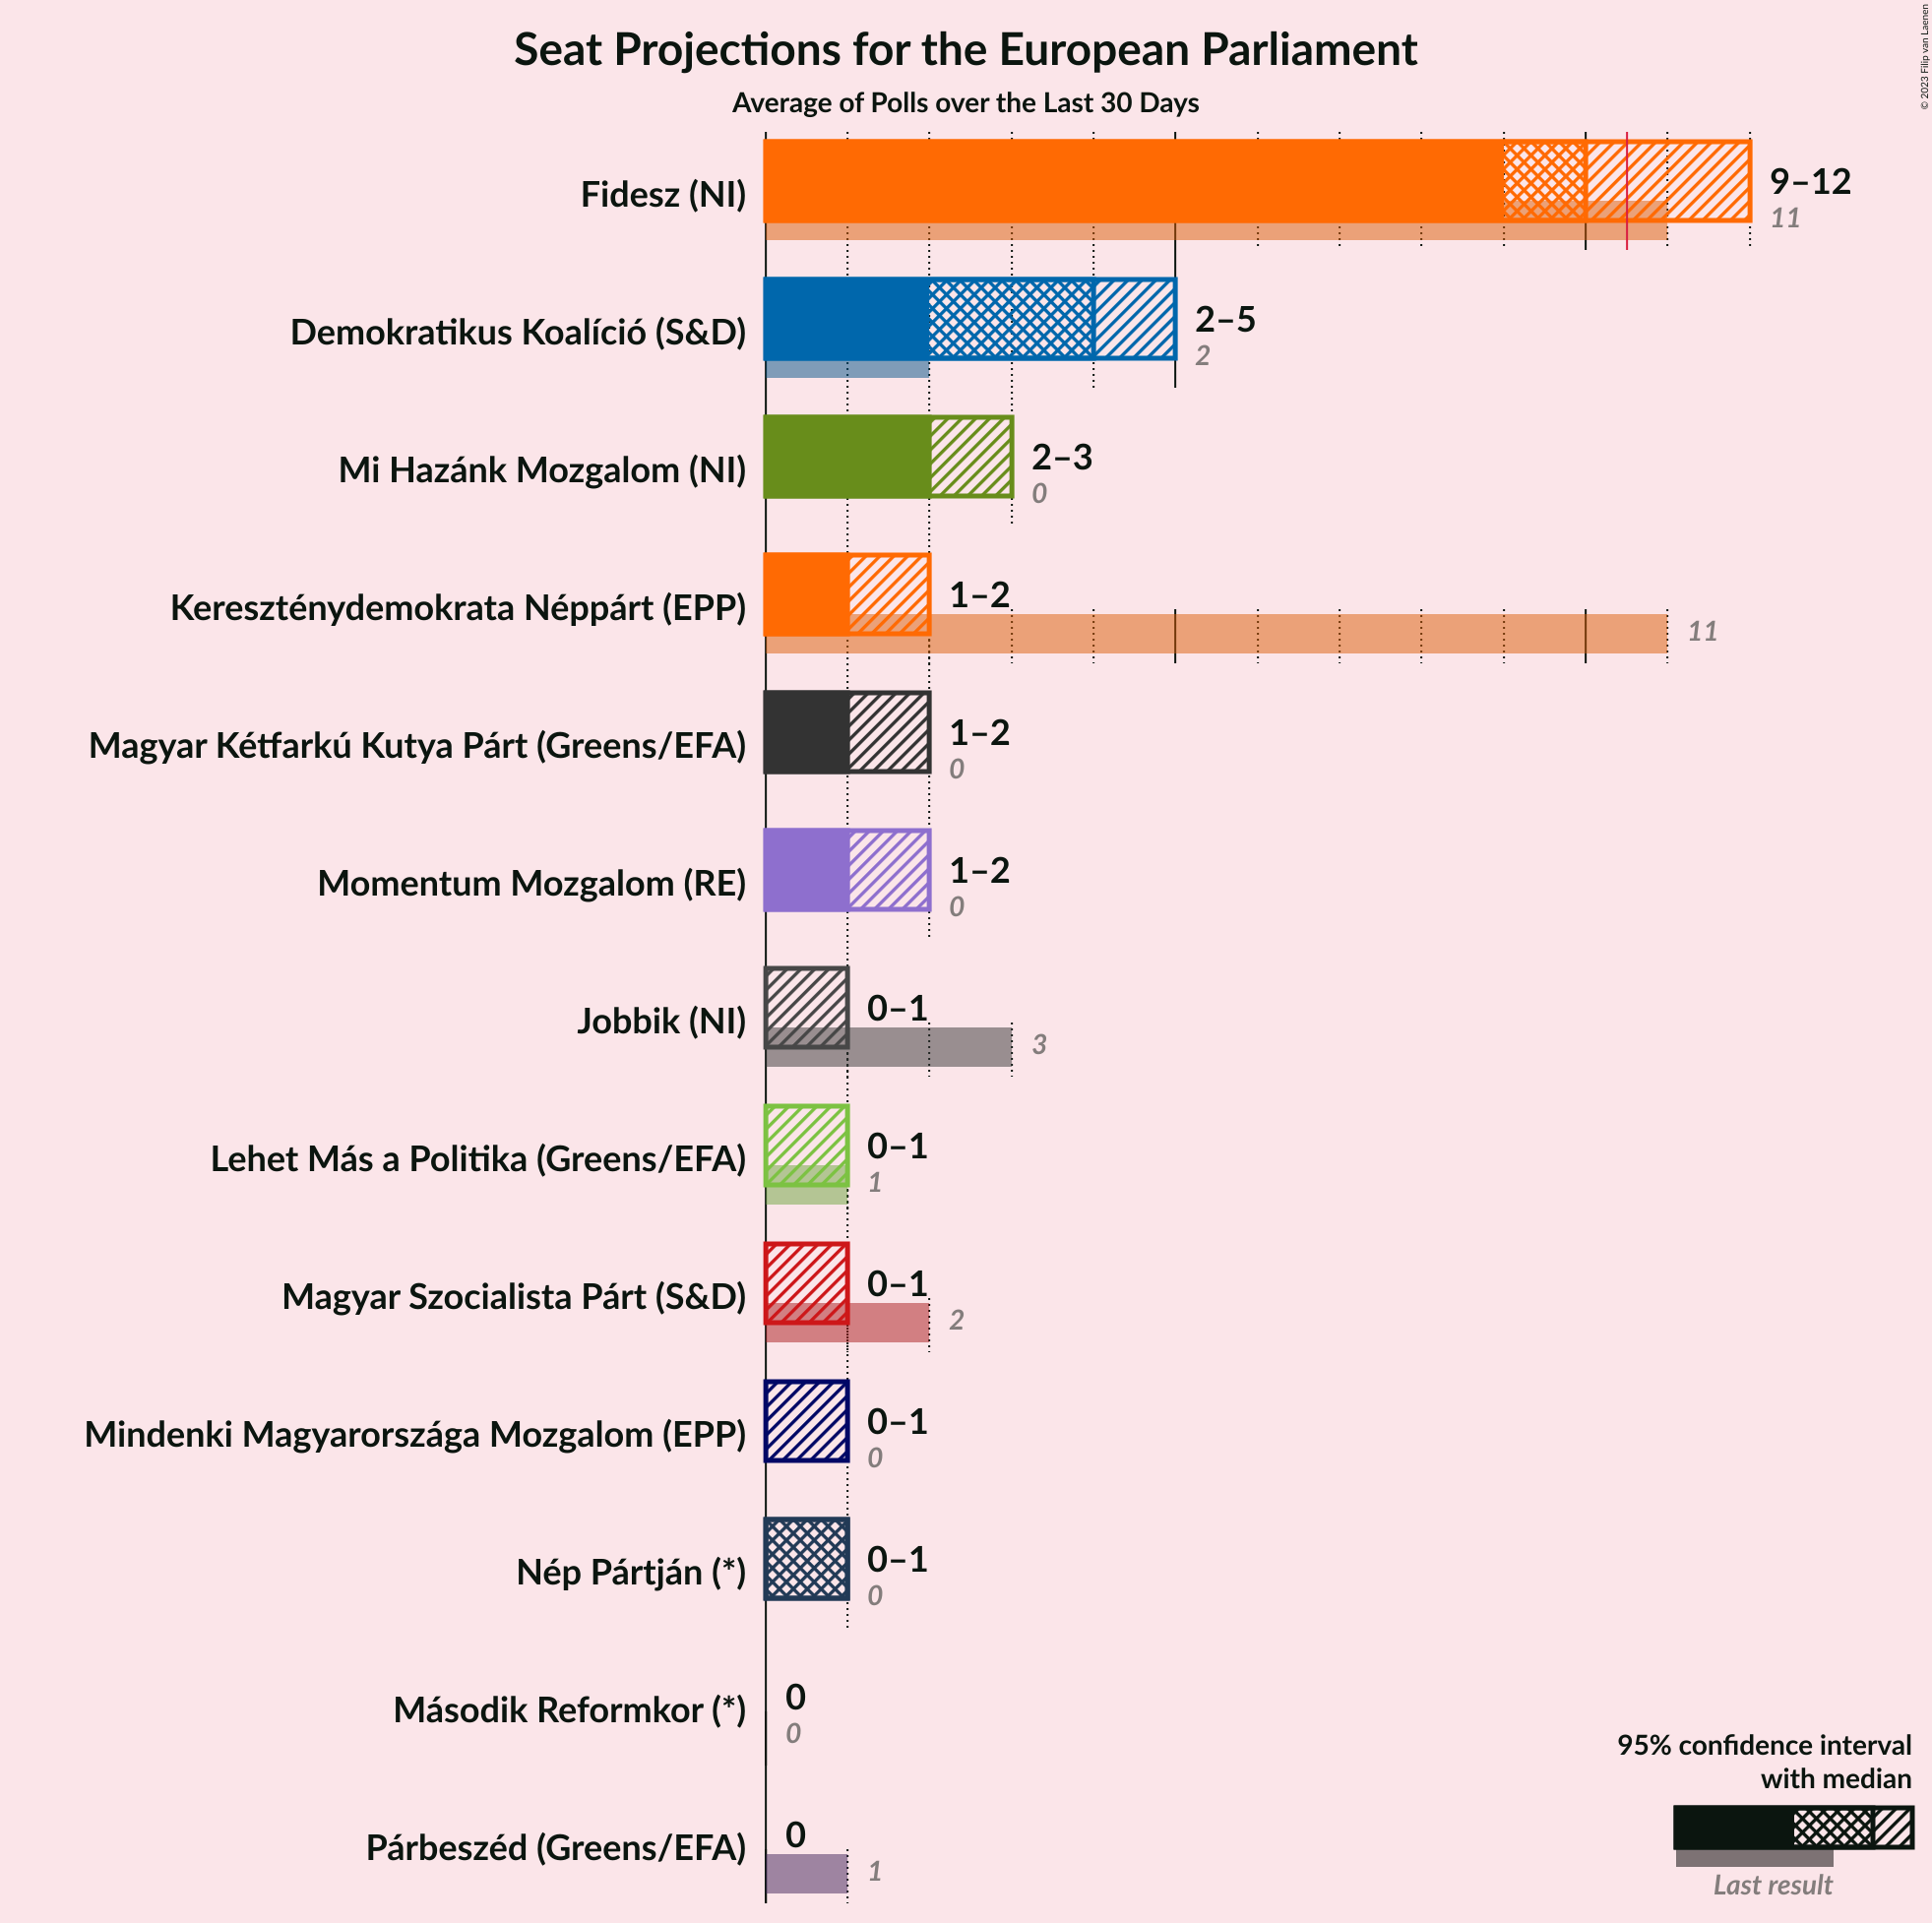 Seat Projections for the European Parliament
Average of Polls over the Last 30 Days
© 2023 Filip van Laenen
Fidesz (NI)
9–12
11
Demokratikus Koalíció (S&D)
2–5
2
Mi Hazánk Mozgalom (NI)
2–3
0
Kereszténydemokrata Néppárt (EPP)
1–2
11
Magyar Kétfarkú Kutya Párt (Greens/EFA)
1–2
0
Momentum Mozgalom (RE)
1–2
0
Jobbik (NI)
0–1
3
Lehet Más a Politika (Greens/EFA)
0–1
1
Magyar Szocialista Párt (S&D)
0–1
2
Mindenki Magyarországa Mozgalom (EPP)
0–1
0
Nép Pártján (*)
0–1
0
Második Reformkor (*)
0
0
Párbeszéd (Greens/EFA)
0
1
95% confidence interval
with median
Last result